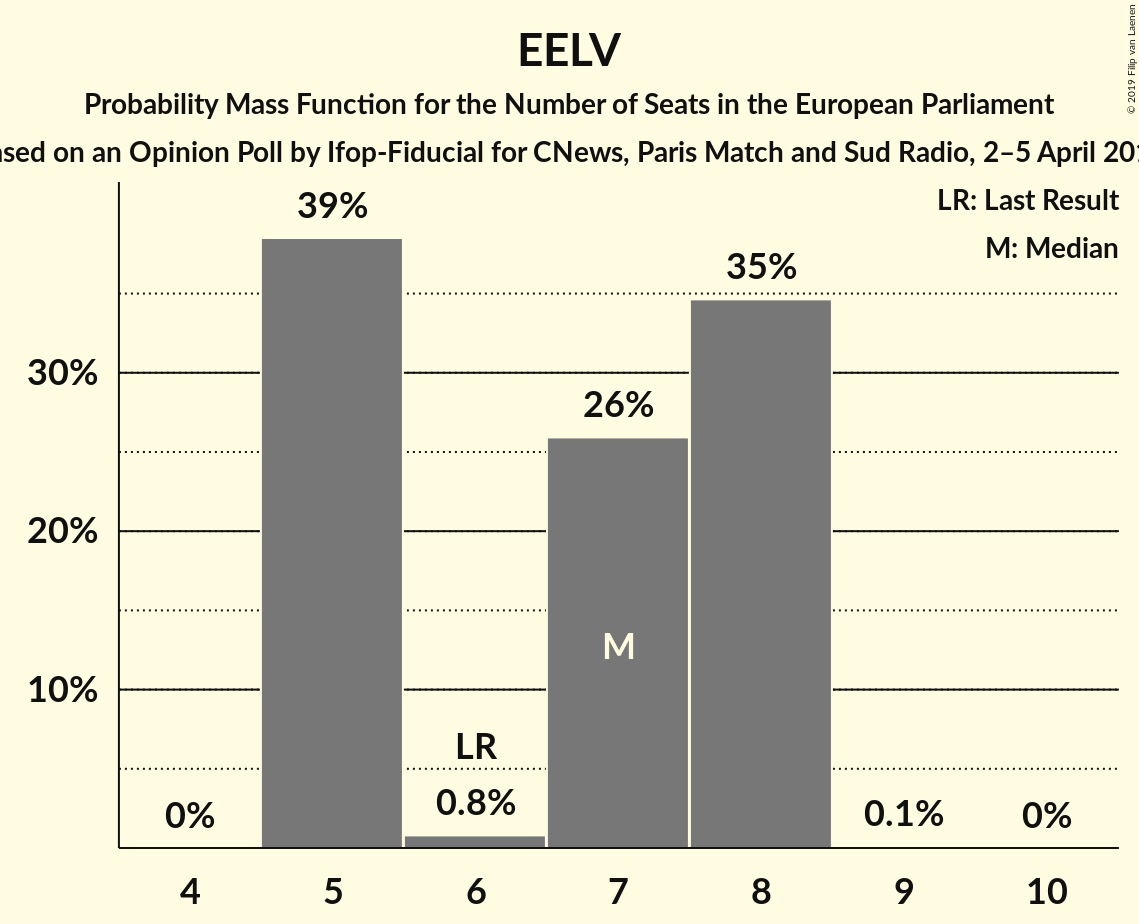 EELV
Probability Mass Function for the Number of Seats in the European Parliament
on an Opinion Poll by Ifop-Fiducial for CNews, Paris Match and Sud Radio, 2–5 April
© 2019 Filip van Laenen
LR: Last Result
M: Median
39%
35%
30%
26%
20%
M
10%
LR
0.8%
0%
0.1%
0%
4 5 6 7 8 9 10